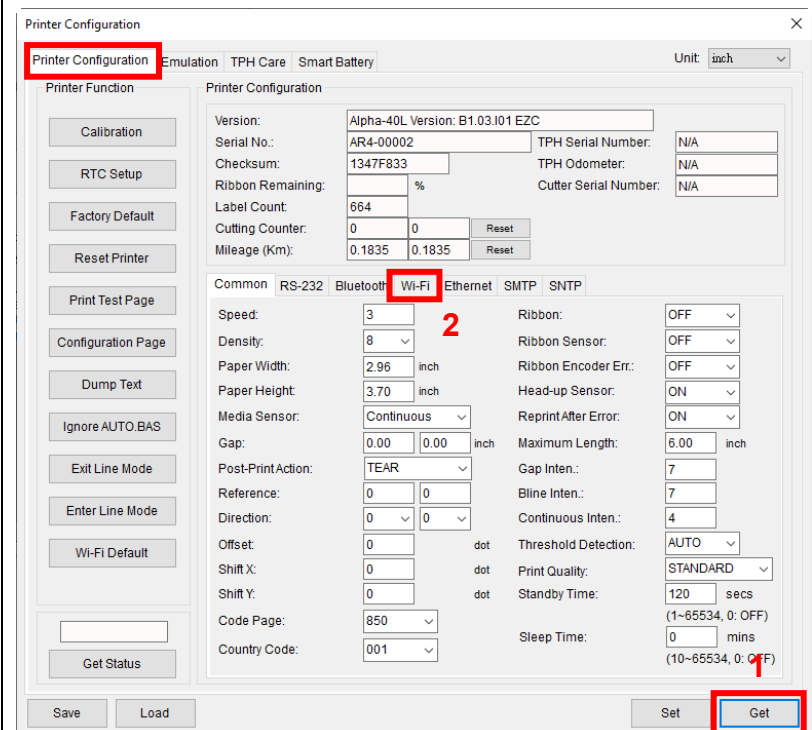 Printer Configuration
Printer Configuration Emulation TPH Care Smart Battery Unit: inch
Printer Function
Calibration
RTC Setup
Factory Default
Reset Printer
Print Test Page
Configuration Page
Dump Text
Ignore AUTO.BAS
Exit Line Mode
Enter Line Mode
Wi-Fi Default
Get Status
Printer Configuration
Version: Alpha-40L Version: B1.03.I01 EZC
Serial No.: AR4-00002 TPH Serial Number: N/A
Checksum: 1347F833 TPH Odometer: N/A
Ribbon Remaining: % Cutter Serial Number: N/A
Label Count: 664
Cutting Counter: 0 0 Reset
Mileage (Km): 0.1835 0.1835 Reset
Common RS-232 Bluetooth Wi-Fi Ethernet SMTP SNTP
2
Speed: 3 Ribbon: OFF
Density: 8 Ribbon Sensor: OFF
Paper Width: 2.96 inch Ribbon Encoder Err.: OFF
Paper Height: 3.70 inch Head-up Sensor: ON
Media Sensor: Continuous Reprint After Error: ON
Gap: 0.00 0.00 inch Maximum Length: 6.00 inch
Post-Print Action: TEAR Gap Inten.: 7
Reference: 0 0 Bline Inten.: 7
Direction: 0 0 Continuous Inten.: 4
Offset: 0 dot Threshold Detection: AUTO
Shift X: 0 dot Print Quality: STANDARD
Shift Y: 0 dot Standby Time: 120 secs
(1~65534, 0: OFF)
Code Page: 850 Sleep Time: 0 mins
Country Code: 001 (10~65534, 0: OFF)
1
Save Load Set Get